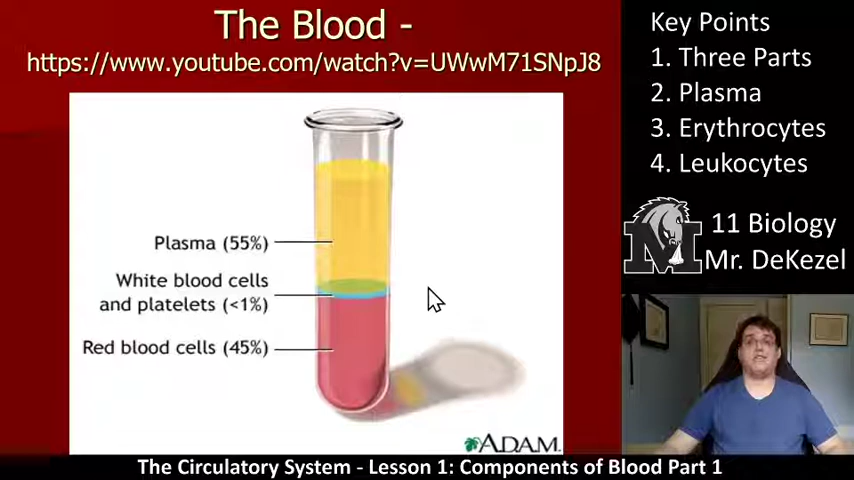 The Blood -
https://www.youtube.com/watch?v=UWwM71SNpJ8
Plasma (55%)
White blood cells
and platelets (<1%)
Red blood cells (45%)
ADAM.
Key Points
1. Three Parts
2. Plasma
3. Erythrocytes
4. Leukocytes
M
11 Biology
Mr. DeKezel
The Circulatory System - Lesson 1: Components of Blood Part 1